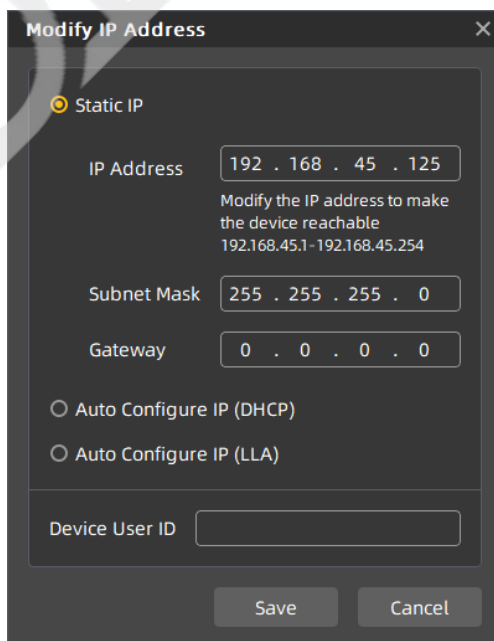 Modify IP Address
Static IP
IP Address 192 . 168 . 45 . 125
Modify the IP address to make
the device reachable
192.168.45.1-192.168.45.254
Subnet Mask 255 . 255 . 255 . 0
Gateway 0 . 0 . 0 . 0
Auto Configure IP (DHCP)
Auto Configure IP (LLA)
Device User ID
Save Cancel